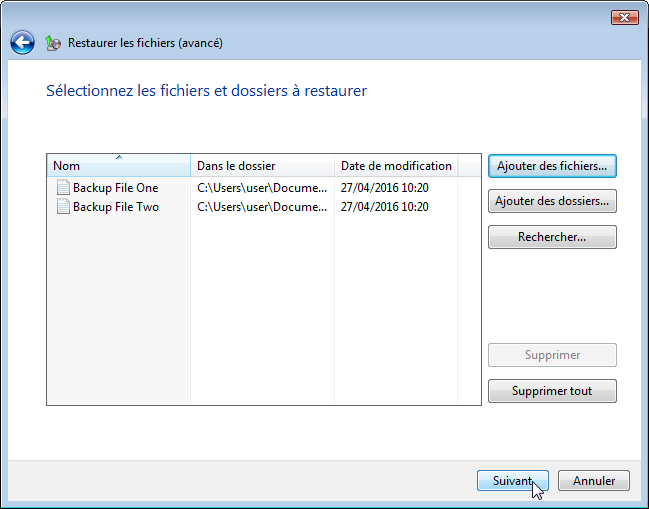 Restaurer les fichiers (avancé)
Sélectionnez les fichiers et dossiers à restaurer
Nom Dans le dossier Date de modification
Backup File One C:\Users\user\Docume... 27/04/2016 10:20
Backup File Two C:\Users\user\Docume... 27/04/2016 10:20
Ajouter des fichiers...
Ajouter des dossiers...
Rechercher...
Supprimer
Supprimer tout
Suivant Annuler